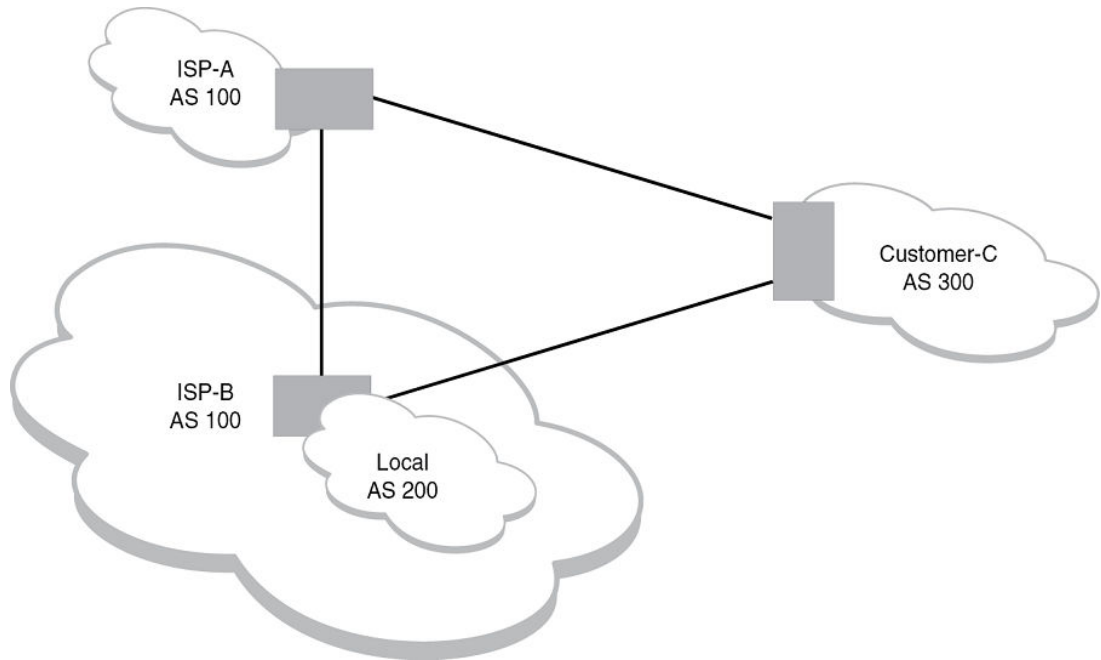 ISP-A
AS 100
Customer-C
AS 300
ISP-B
AS 100
Local
AS 200